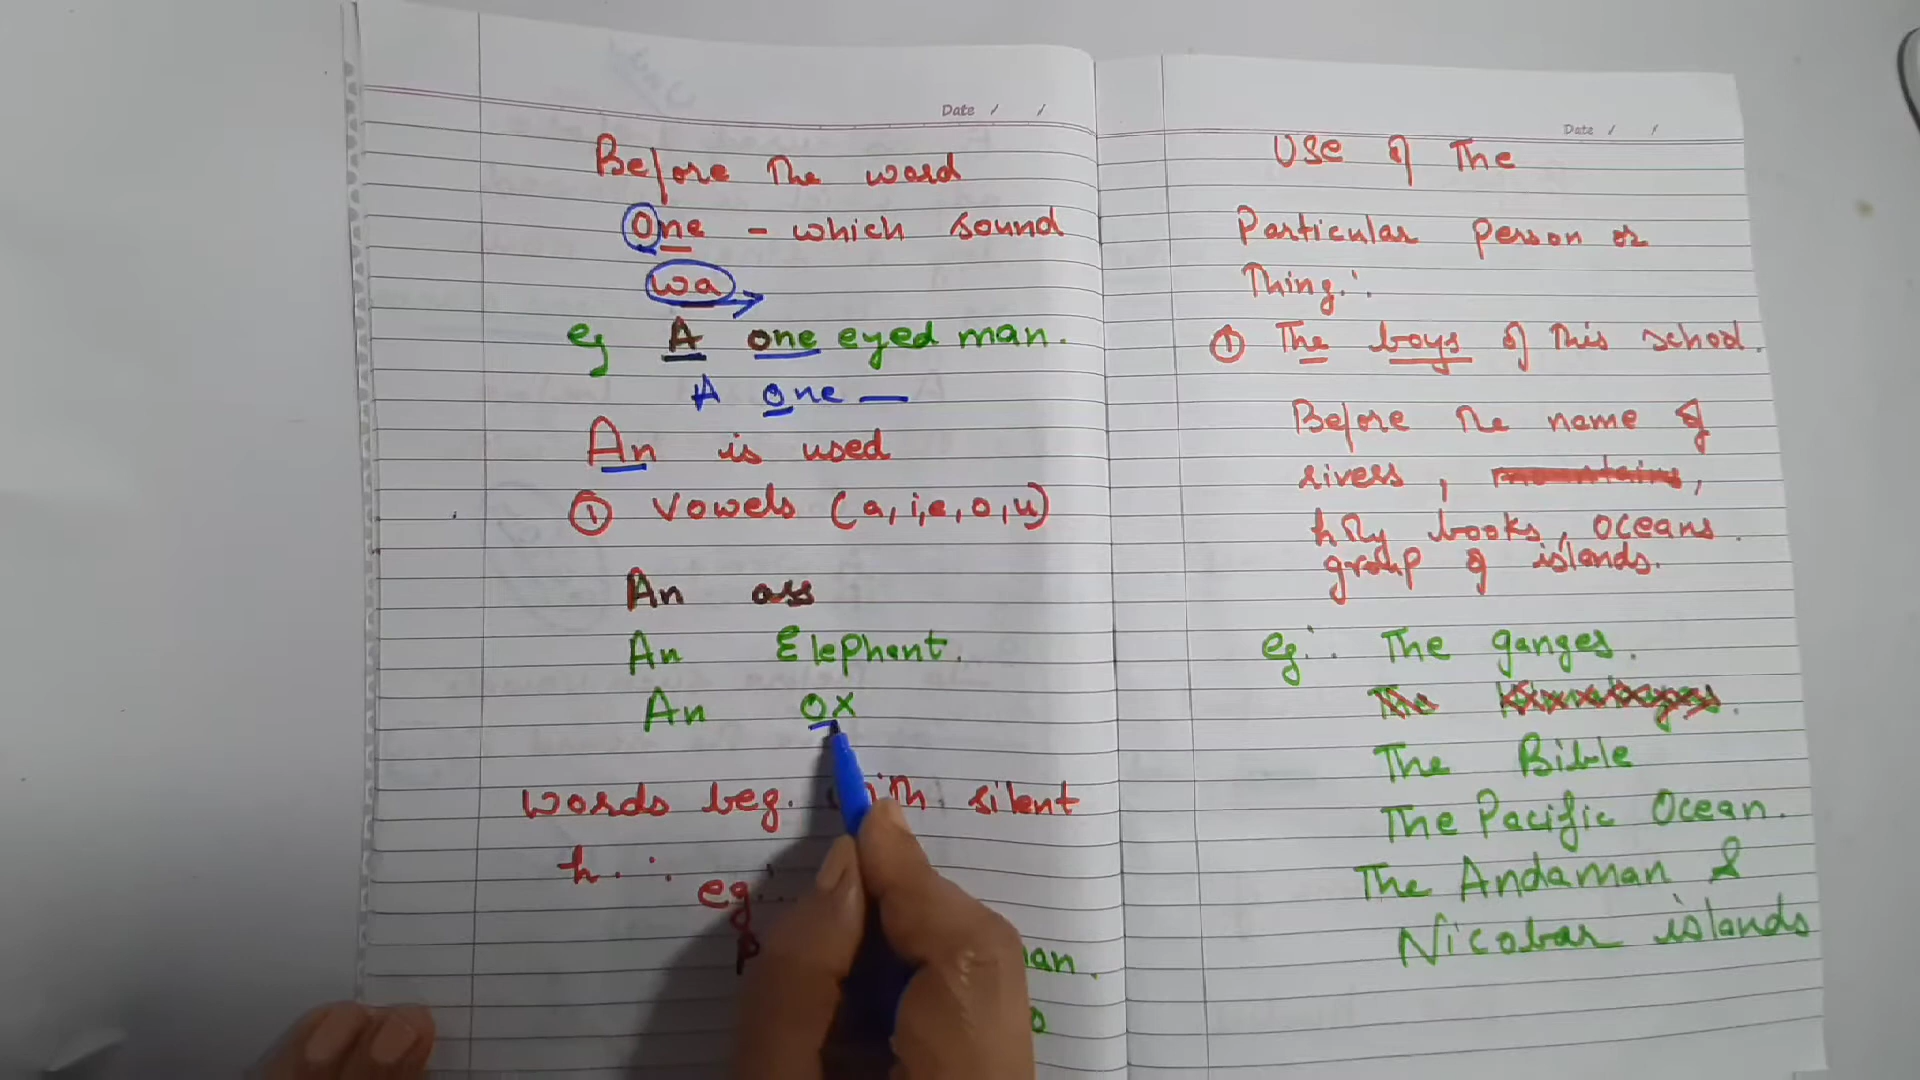 Date / /
Before The word
One - which sound
wa
eg A one eyed man.
A one —
An is used
① Vowels (a, i, e, o, u)
An ass
An Elephant.
An OX
words beg. with silent
h. :.
eg:.
an.
Date / /
Use of The
Particular person or
Thing:.
① The boys of This school.
Before The name of
rivers, ,
holy books, oceans.
group of islands.
eg:. The ganges.
The
The Bible
The Pacific Ocean.
The Andaman &
Nicobar islands